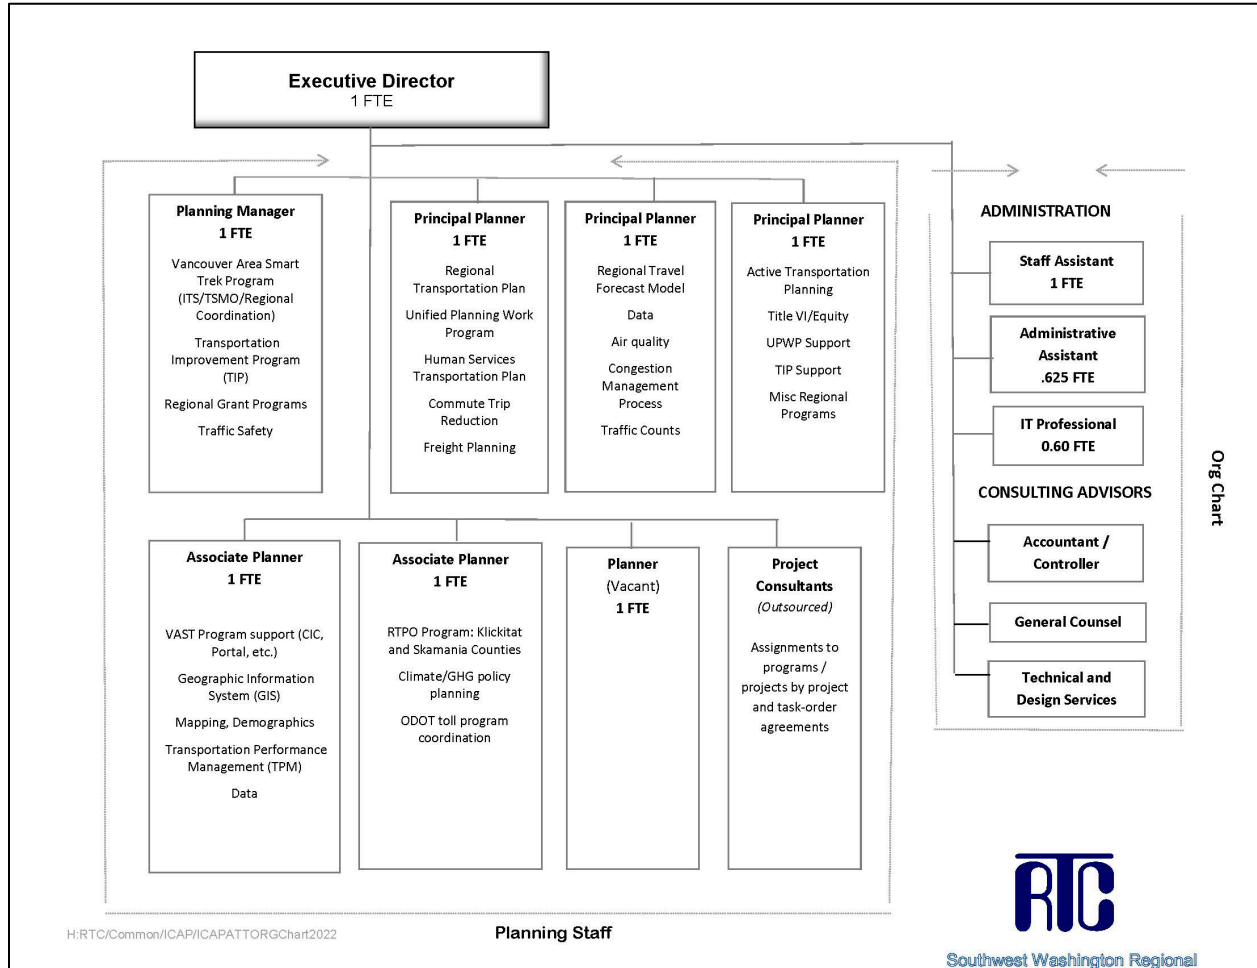 Executive Director
1 FTE
Planning Manager
1 FTE
Vancouver Area Smart
Trek Program
(ITS/TSMO/Regional
Coordination)
Transportation
Improvement Program
(TIP)
Regional Grant Programs
Traffic Safety
Principal Planner
1 FTE
Regional
Transportation Plan
Unified Planning Work
Program
Human Services
Transportation Plan
Commute Trip
Reduction
Freight Planning
Principal Planner
1 FTE
Regional Travel
Forecast Model
Data
Air quality
Congestion
Management
Process
Traffic Counts
Principal Planner
1 FTE
Active Transportation
Planning
Title VI/Equity
UPWP Support
TIP Support
Misc Regional
Programs
Associate Planner
1 FTE
VAST Program support (CIC,
Portal, etc.)
Geographic Information
System (GIS)
Mapping, Demographics
Transportation Performance
Management (TPM)
Data
Associate Planner
1 FTE
RTPO Program: Klickitat
and Skamania Counties
Climate/GHG policy
planning
ODOT toll program
coordination
Planner
(Vacant)
1 FTE
Project
Consultants
(Outsourced)
Assignments to
programs /
projects by project
and task-order
agreements
Planning Staff
ADMINISTRATION
Staff Assistant
1 FTE
Administrative
Assistant
.625 FTE
IT Professional
0.60 FTE
CONSULTING ADVISORS
Accountant /
Controller
General Counsel
Technical and
Design Services
Org Chart
H:RTC/Common/ICAP/ICAPATTORGChart2022
RTC
Southwest Washington Regional